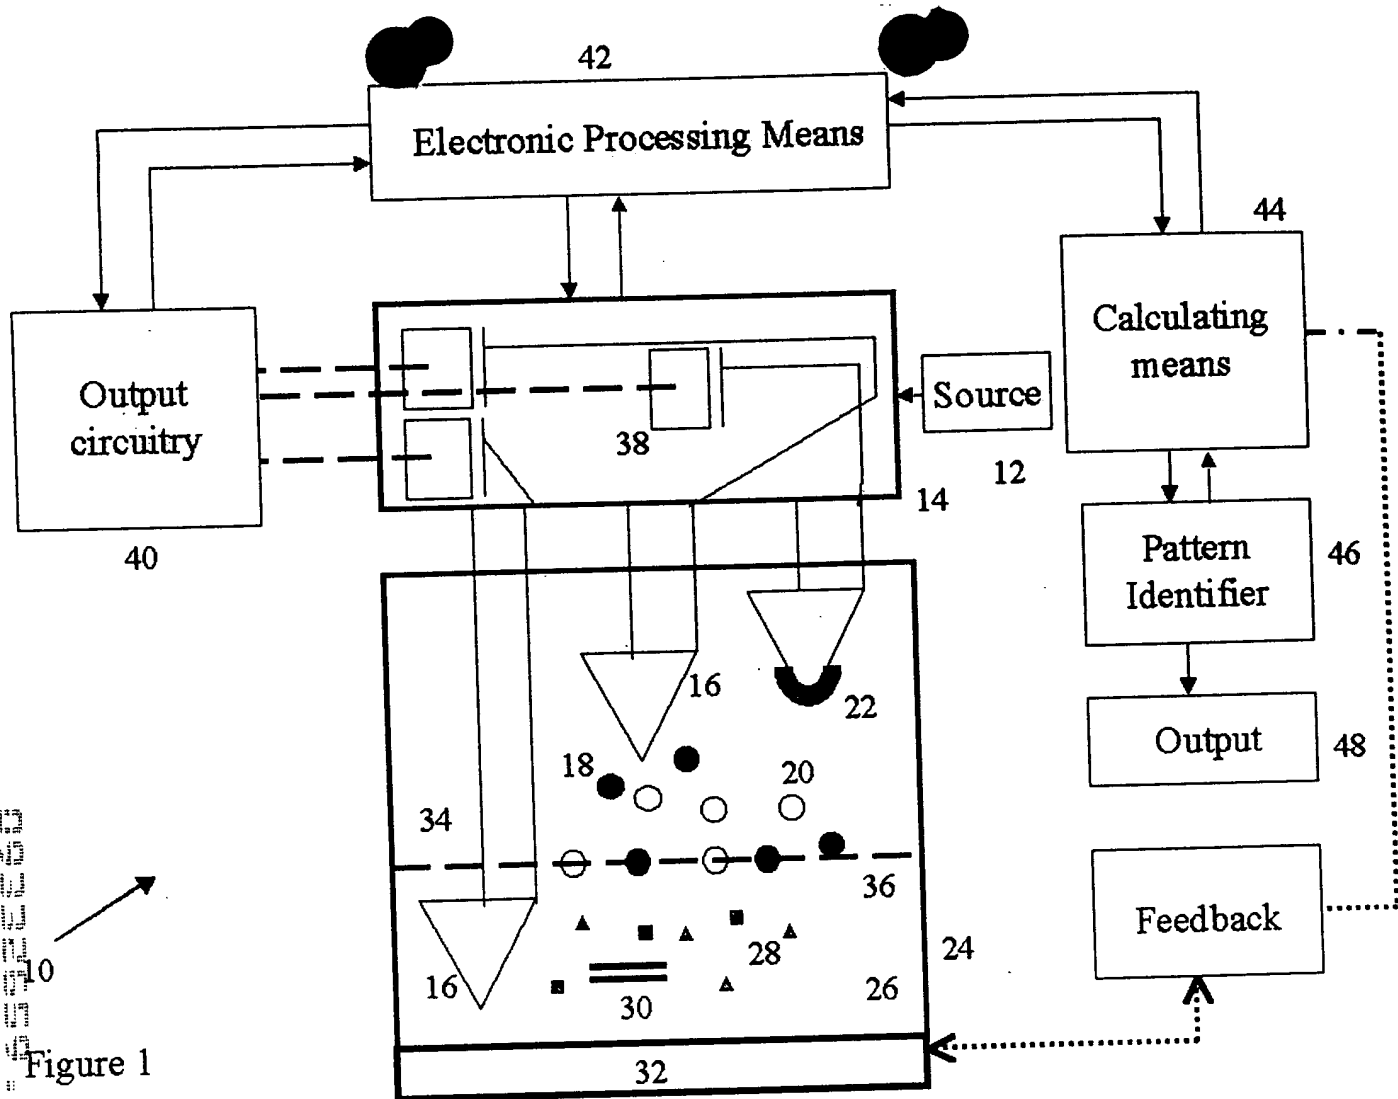 42
Electronic Processing Means
44
Calculating
means
Output
circuitry
Source
38
12
14
40
Pattern
Identifier
46
16
22
18
20
Output
48
34
36
Feedback
28
24
10
16
30
26
Figure 1
32